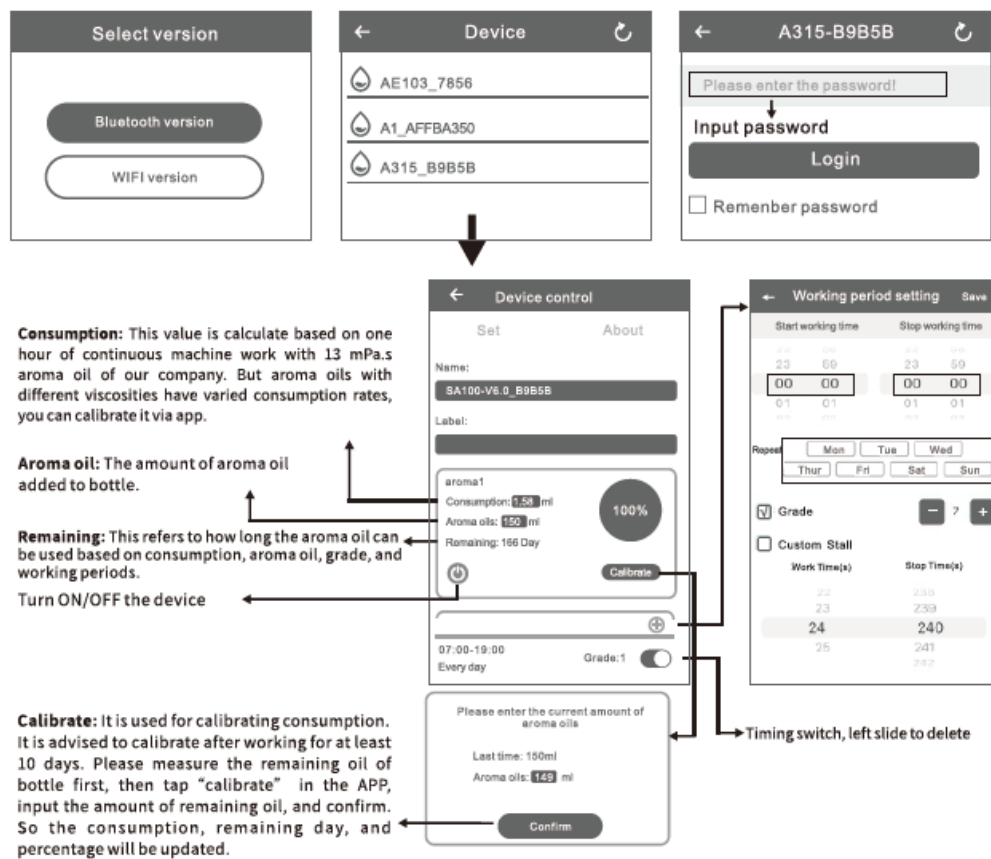 Select version
Bluetooth version
WIFI version
Device
AE103_7856
A1_AFFBA350
A315_B9B5B
A315-B9B5B
Please enter the password!
Input password
Login
Remenber password
Consumption: This value is calculate based on one
hour of continuous machine work with 13 mPa.s
aroma oil of our company. But aroma oils with
different viscosities have varied consumption rates,
you can calibrate it via app.
Aroma oil: The amount of aroma oil
added to bottle.
Remaining: This refers to how long the aroma oil can
be used based on consumption, aroma oil, grade, and
working periods.
Turn ON/OFF the device
Calibrate: It is used for calibrating consumption.
It is advised to calibrate after working for at least
10 days. Please measure the remaining oil of
bottle first, then tap “calibrate” in the APP,
input the amount of remaining oil, and confirm.
So the consumption, remaining day, and
percentage will be updated.
Device control
Set About
Name:
SA100-V6.0_B9B5B
Label:
aroma1
Consumption: 1.58 ml
Aroma oils: 150 ml
Remaining: 166 Day
100%
Calibrate
07:00-19:00
Every day
Grade:1
Please enter the current amount of
aroma oils
Last time: 150ml
Aroma oils: 149 ml
Confirm
Working period setting Save
Start working time Stop working time
23 59 23 59
00 00 00 00
01 01 01 01
Repeat
Mon Tue Wed
Thur Fri Sat Sun
Grade
− 7 +
Custom Stall
Work Time(s) Stop Time(s)
22 238
23 239
24 240
25 241
242
Timing switch, left slide to delete